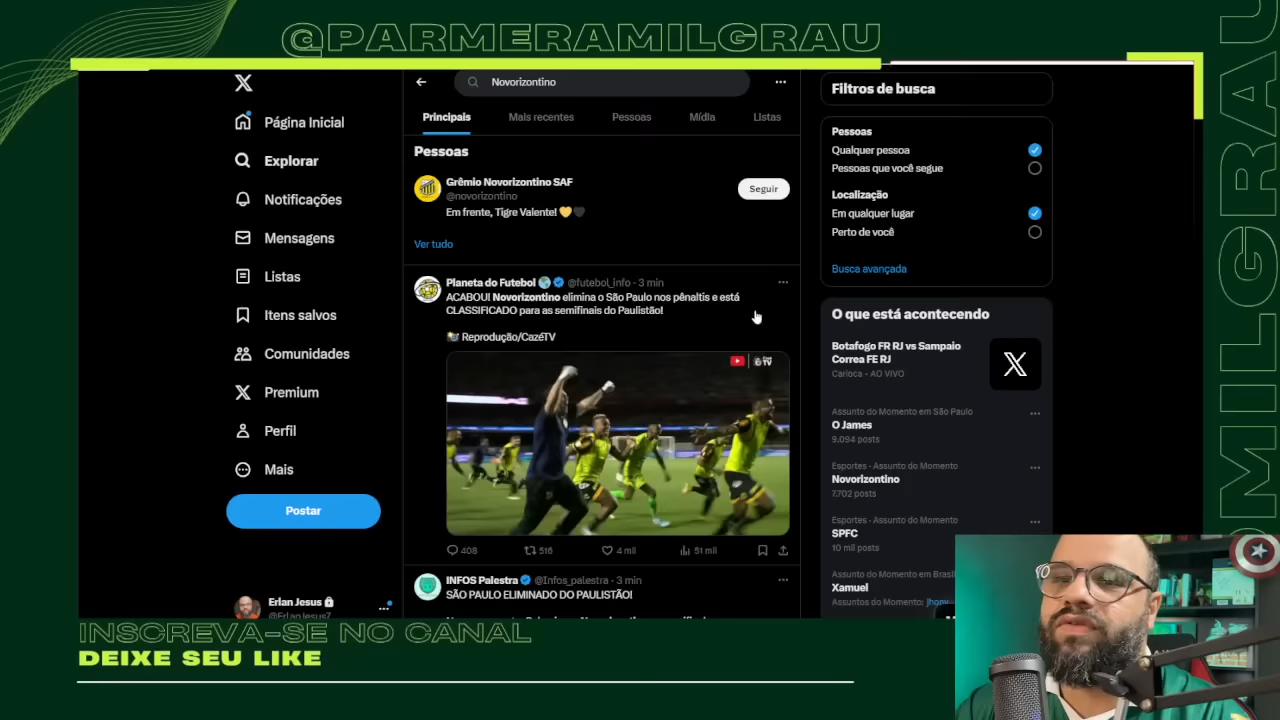 @PARMERAMILGRAU
Novorizontino
Página Inicial
Explorar
Notificações
Mensagens
Listas
Itens salvos
Comunidades
Premium
Perfil
Mais
Postar
Erlan Jesus
@ErlanJesus7
Principais
Mais recentes
Pessoas
Mídia
Listas
Pessoas
Grêmio Novorizontino SAF
@novorizontino
Em frente, Tigre Valente! 💛🖤
Seguir
Ver tudo
Planeta do Futebol 🌎 @futebol_info · 3 min
ACABOU! Novorizontino elimina o São Paulo nos pênaltis e está
CLASSIFICADO para as semifinais do Paulistão!
📸 Reprodução/CazéTV
408
516
4 mil
51 mil
INFOS Palestra @Infos_palestra · 3 min
SÃO PAULO ELIMINADO DO PAULISTÃO!
Filtros de busca
Pessoas
Qualquer pessoa
Pessoas que você segue
Localização
Em qualquer lugar
Perto de você
Busca avançada
O que está acontecendo
Botafogo FR RJ vs Sampaio
Correa FE RJ
Carioca · AO VIVO
Assunto do Momento em São Paulo
O James
9.094 posts
Esportes · Assunto do Momento
Novorizontino
7.702 posts
Esportes · Assunto do Momento
SPFC
10 mil posts
Assunto do Momento em Brasil
Xamuel
Assuntos do Momento: jhony
INSCREVA-SE NO CANAL
DEIXE SEU LIKE
OMILGRAU